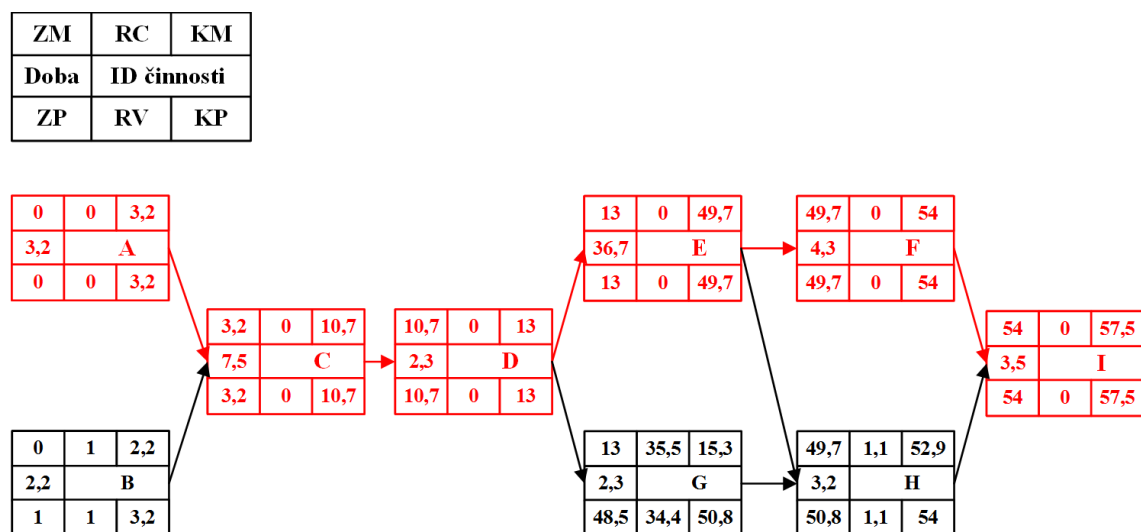 ZM RC KM
Doba ID činnosti
ZP RV KP
0 0 3,2
3,2 A
0 0 3,2
13 0 49,7
36,7 E
13 0 49,7
49,7 0 54
4,3 F
49,7 0 54
3,2 0 10,7
7,5 C
3,2 0 10,7
10,7 0 13
2,3 D
10,7 0 13
54 0 57,5
3,5 I
54 0 57,5
0 1 2,2
2,2 B
1 1 3,2
13 35,5 15,3
2,3 G
48,5 34,4 50,8
49,7 1,1 52,9
3,2 H
50,8 1,1 54